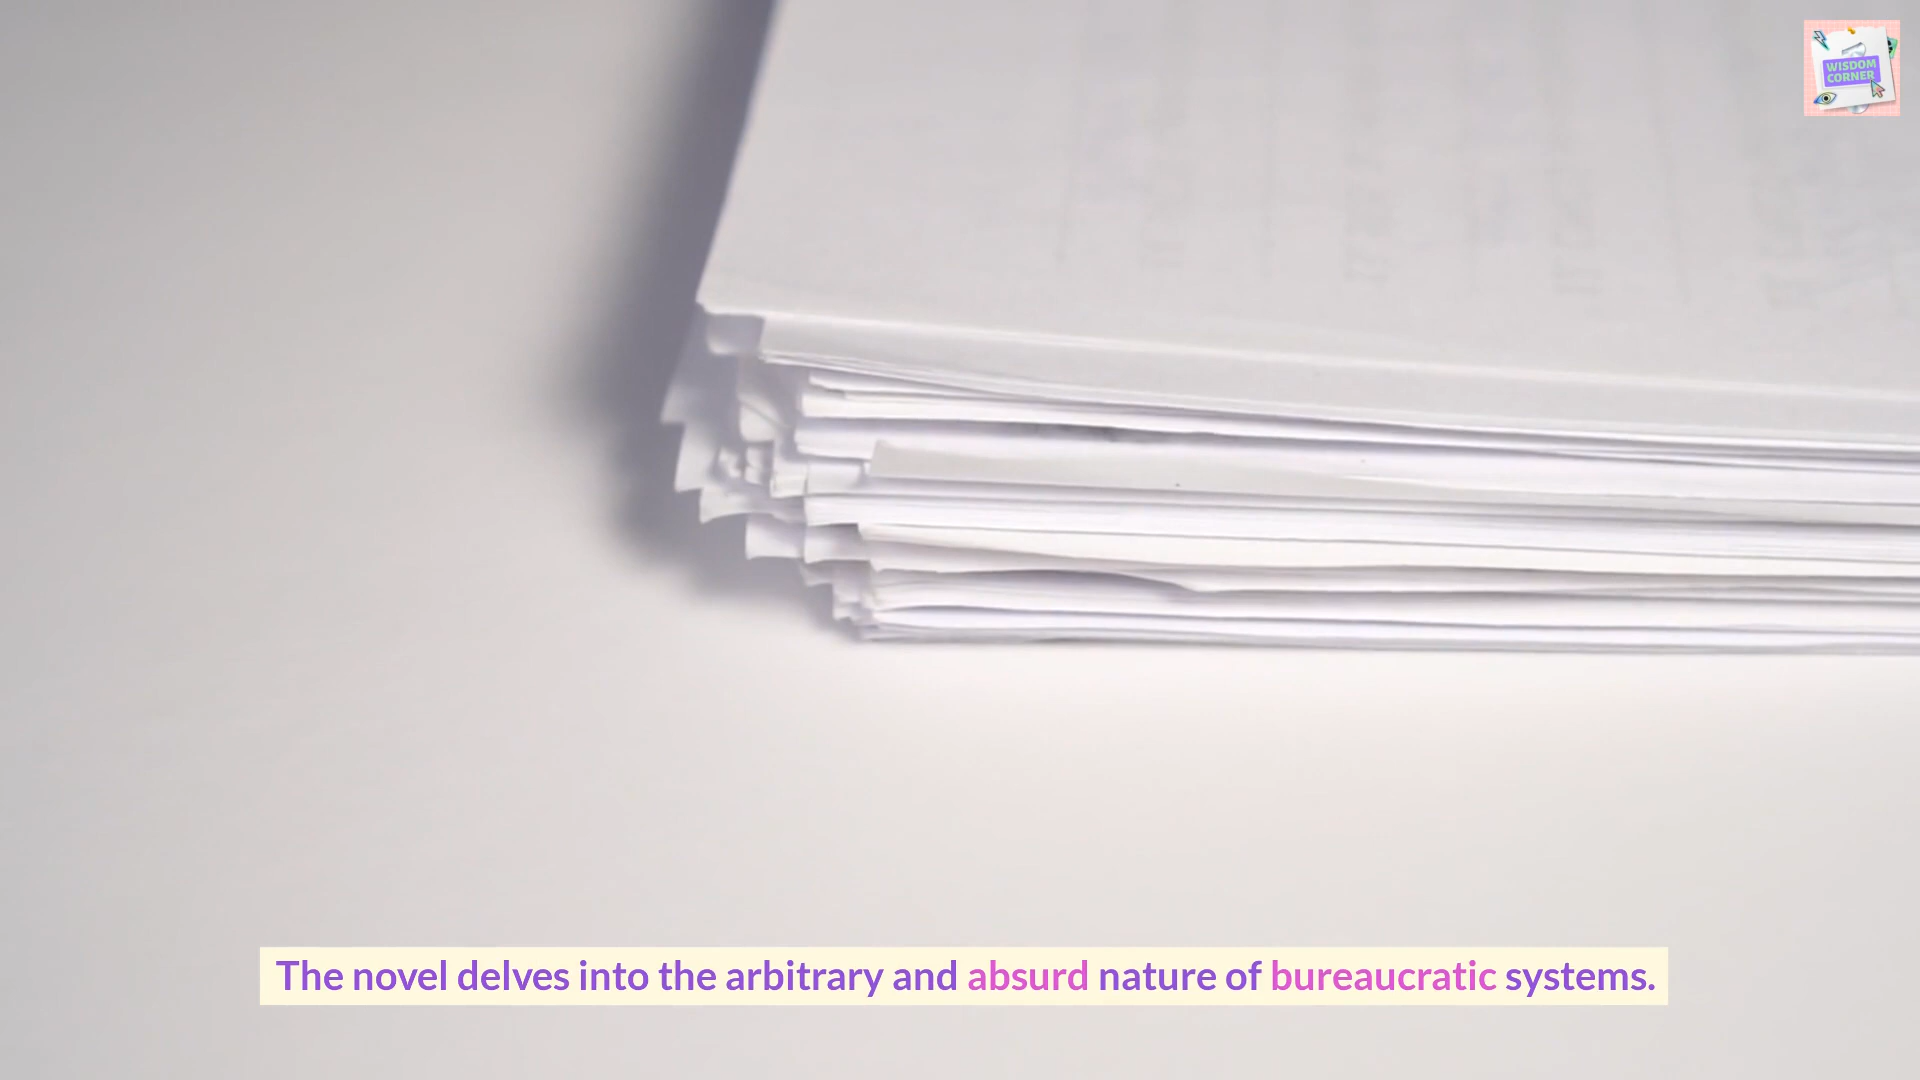 WISDOM
CORNER
The novel delves into the arbitrary and absurd nature of bureaucratic systems.